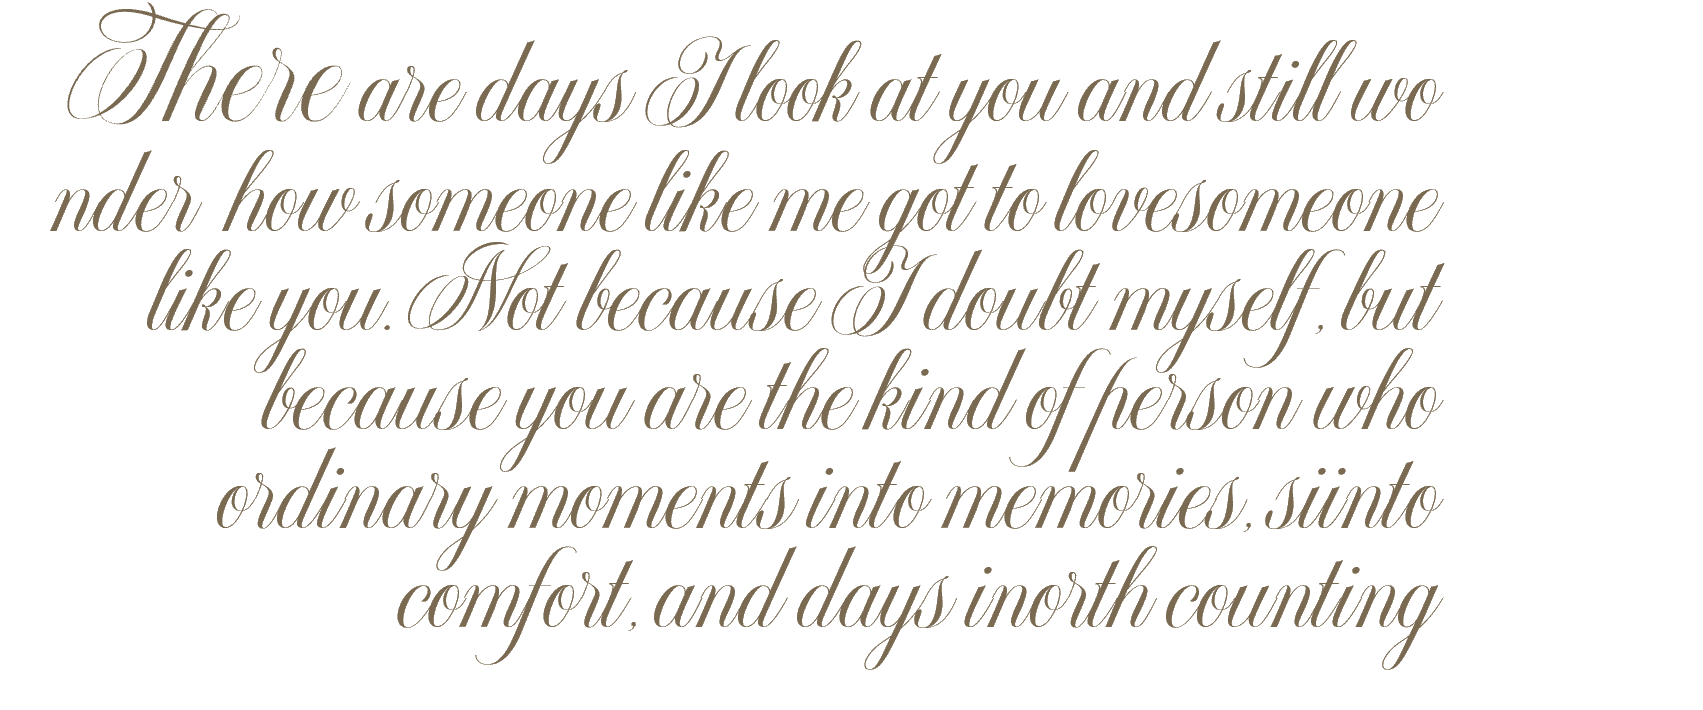 There are days I look at you and still wo
nder how someone like me got to lovesomeone
like you. Not because I doubt myself, but
because you are the kind of person who
ordinary moments into memories, siinto
comfort, and days inorth counting